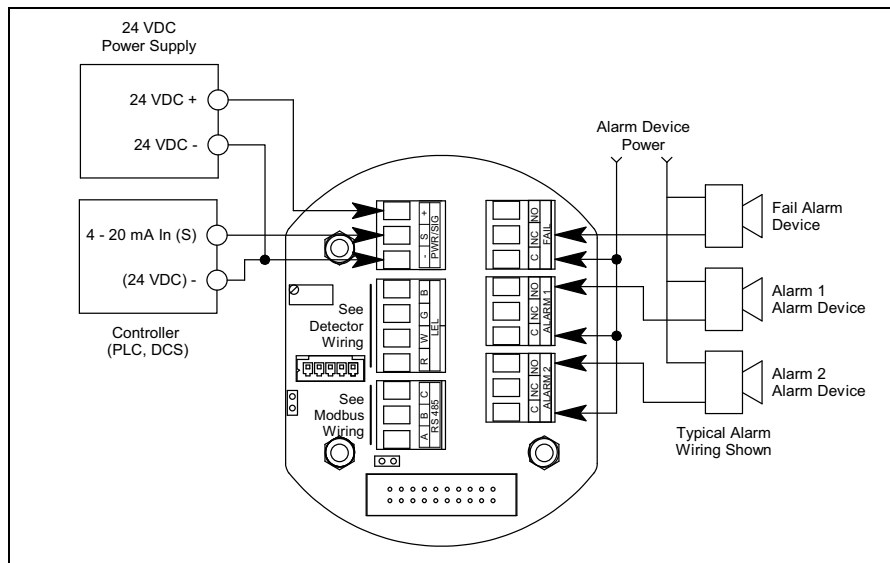 24 VDC
Power Supply
24 VDC +
24 VDC -
4 - 20 mA In (S)
(24 VDC) -
Controller
(PLC, DCS)
+
S
-
PWR/SIG
See
Detector
Wiring
B
G
W
R
LEL
See
Modbus
Wiring
C
B
A
RS 485
NO
NC
C
FAIL
NO
NC
C
ALARM 1
NO
NC
C
ALARM 2
Alarm Device
Power
Fail Alarm
Device
Alarm 1
Alarm Device
Alarm 2
Alarm Device
Typical Alarm
Wiring Shown